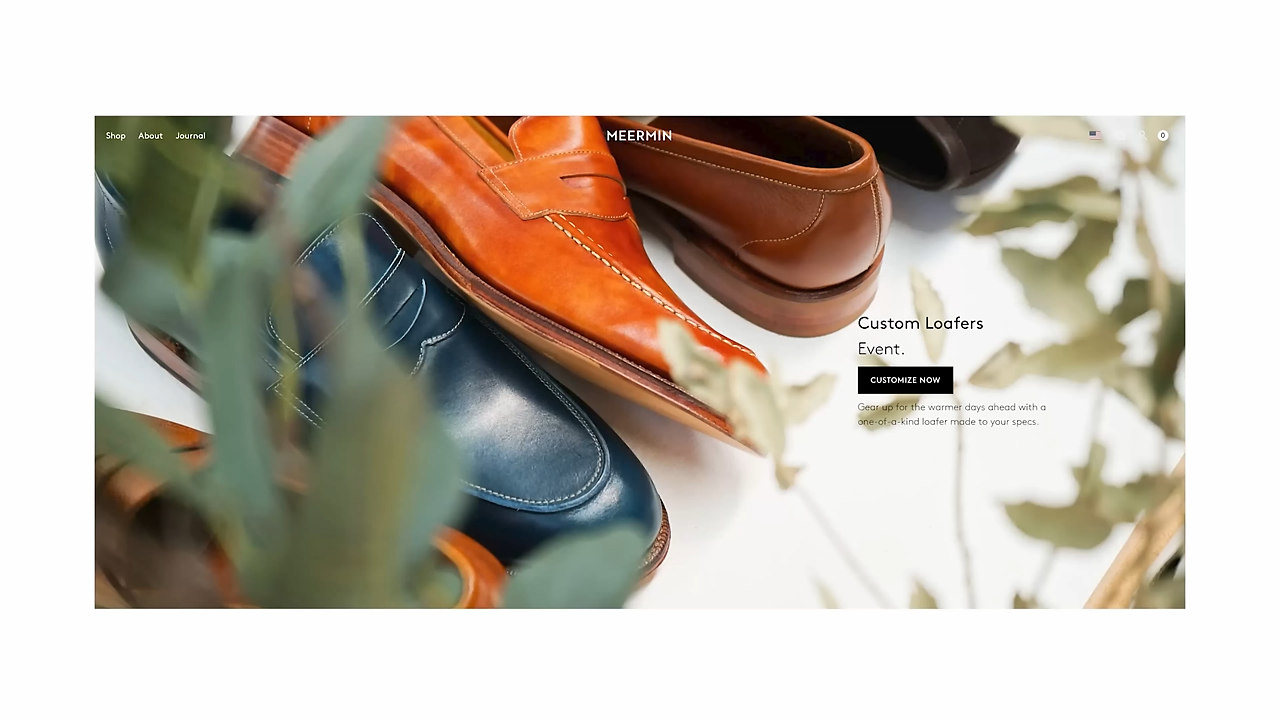 Shop About Journal
MEERMIN
0
Custom Loafers
Event.
CUSTOMIZE NOW
Gear up for the warmer days ahead with a
one-of-a-kind loafer made to your specs.